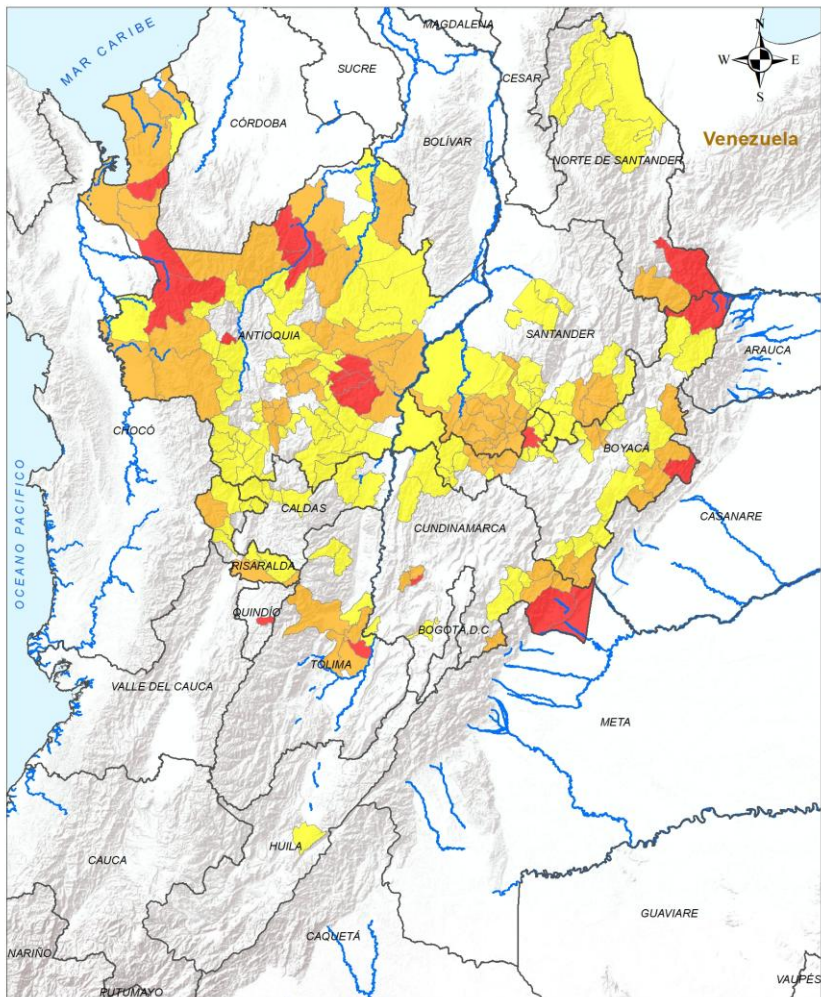 MAGDALENA
N
MAR CARIBE
W
E
SUCRE
CESAR
S
CÓRDOBA
BOLÍVAR
Venezuela
NORTE DE SANTANDER
ANTIOQUIA
SANTANDER
ARAUCA
CHOCÓ
BOYACÁ
OCEANO PACIFICO
CALDAS
CASANARE
CUNDINAMARCA
RISARALDA
QUINDÍO
BOGOTÁ,D.C
TOLIMA
VALLE DEL CAUCA
META
HUILA
CAUCA
GUAVIARE
CAQUETÁ
NARIÑO
PUTUMAYO
VAUPÉS